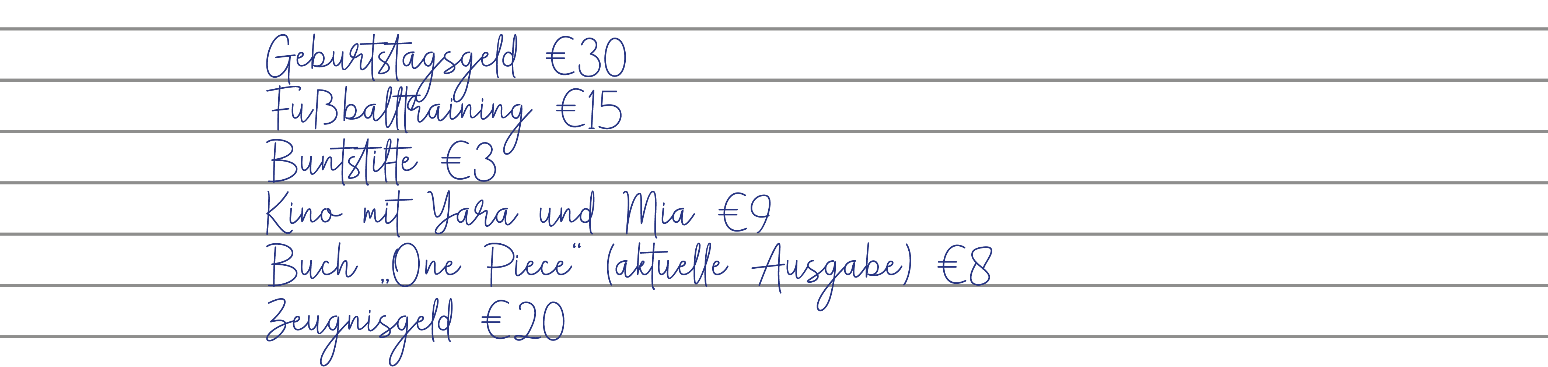 Geburtstagsgeld €30
Fußballtraining €15
Buntstifte €3
Kino mit Yara und Mia €9
Buch „One Piece“ (aktuelle Ausgabe) €8
Zeugnisgeld €20